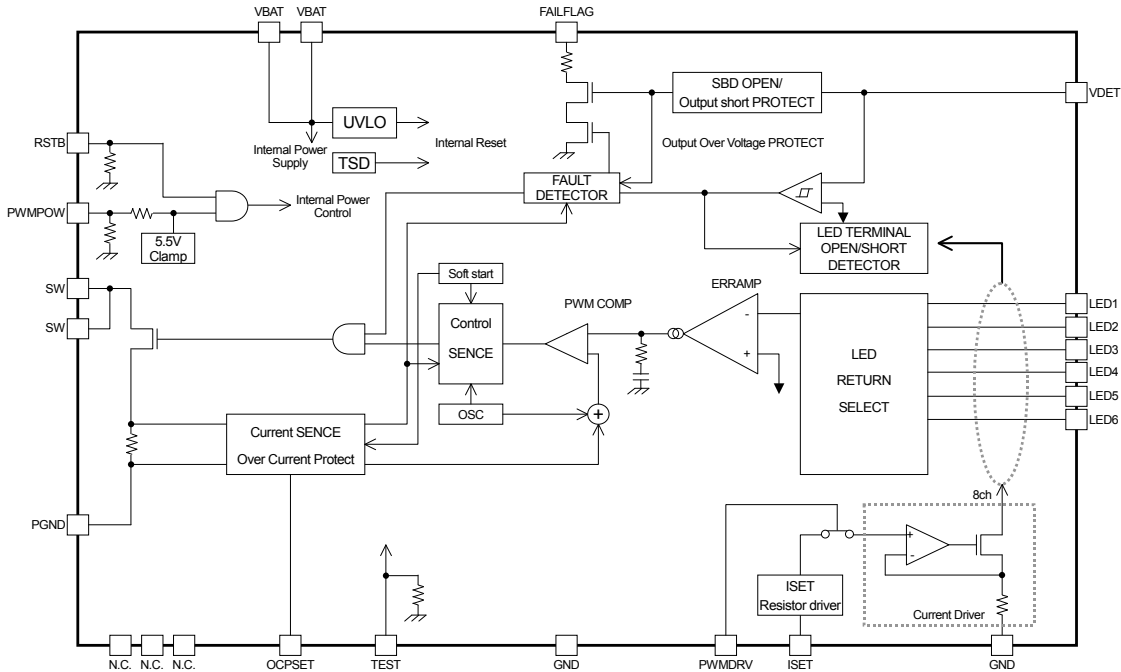 VBAT
VBAT
FAILFLAG
SBD OPEN/
Output short PROTECT
VDET
UVLO
Internal Reset
Output Over Voltage PROTECT
RSTB
Internal Power
Supply
TSD
FAULT
DETECTOR
PWMPOW
Internal Power
Control
5.5V
Clamp
LED TERMINAL
OPEN/SHORT
DETECTOR
Soft start
ERRAMP
SW
PWM COMP
LED1
SW
Control
SENCE
-
+
LED
RETURN
SELECT
LED2
LED3
LED4
LED5
LED6
OSC
+
Current SENCE
Over Current Protect
8ch
PGND
+
-
ISET
Resistor driver
Current Driver
N.C.
N.C.
N.C.
OCPSET
TEST
GND
PWMDRV
ISET
GND